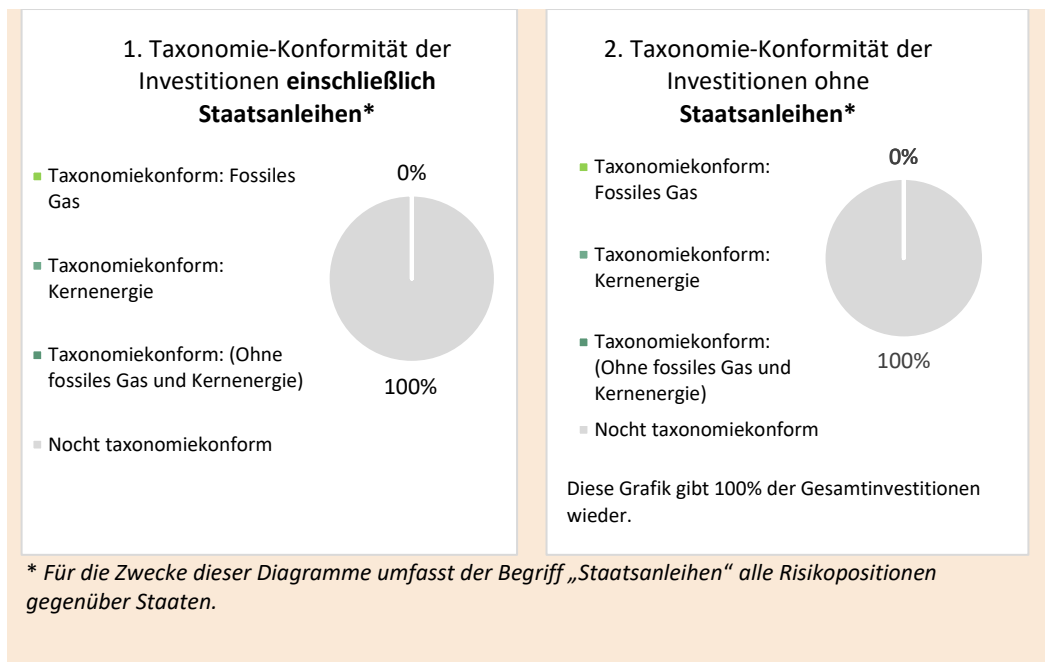 1. Taxonomie-Konformität der
Investitionen einschließlich
Staatsanleihen*
Taxonomiekonform: Fossiles
Gas
Taxonomiekonform:
Kernenergie
Taxonomiekonform: (Ohne
fossiles Gas und Kernenergie)
Nocht taxonomiekonform
0%
100%
2. Taxonomie-Konformität der
Investitionen ohne
Staatsanleihen*
Taxonomiekonform:
Fossiles Gas
Taxonomiekonform:
Kernenergie
Taxonomiekonform:
(Ohne fossiles Gas und
Kernenergie)
Nocht taxonomiekonform
0%
100%
Diese Grafik gibt 100% der Gesamtinvestitionen
wieder.
* Für die Zwecke dieser Diagramme umfasst der Begriff „Staatsanleihen“ alle Risikopositionen
gegenüber Staaten.